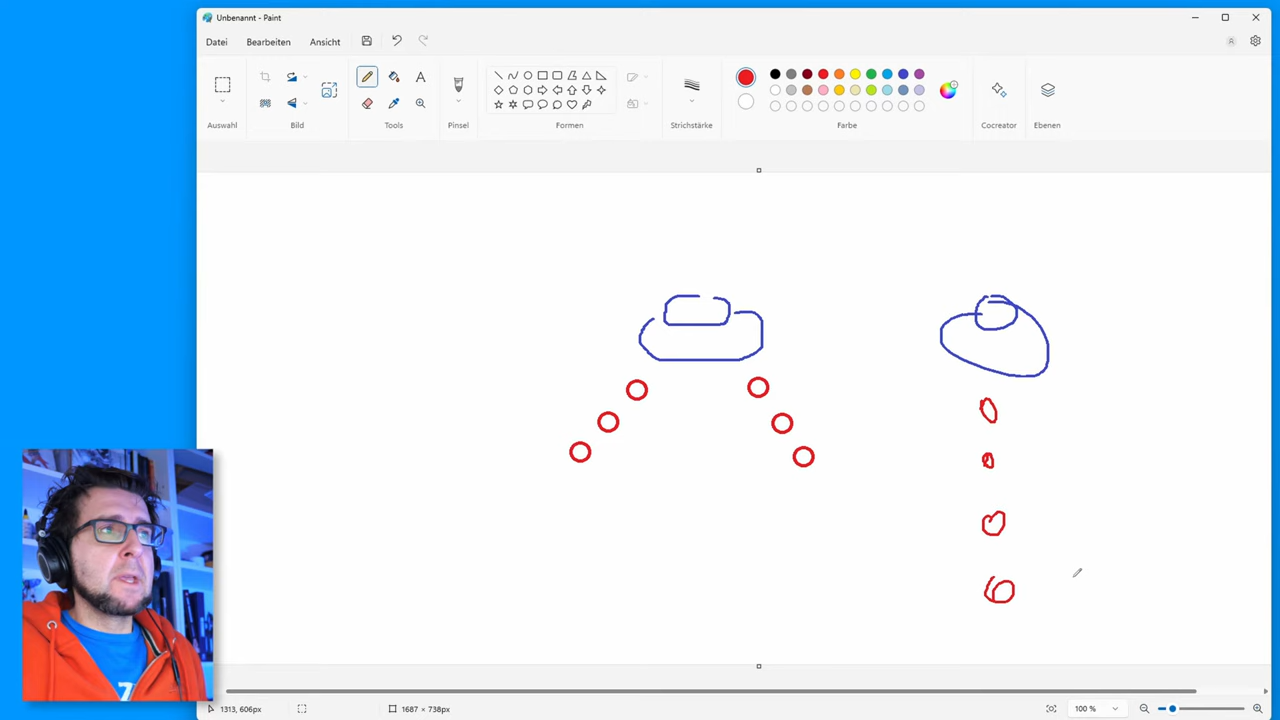 Unbenannt - Paint
Datei Bearbeiten Ansicht
Auswahl Bild Tools Pinsel Formen Strichstärke Farbe Cocreator Ebenen
1313, 606px 1687 × 738px 100 %